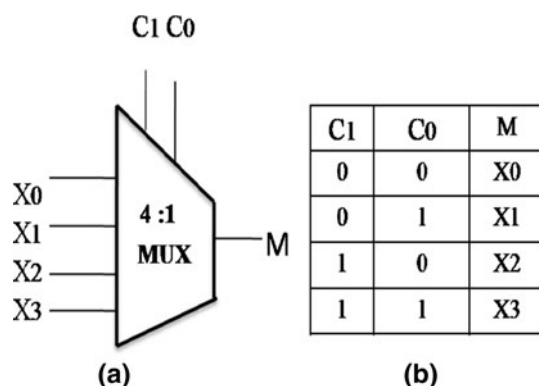 C1 C0
X0
X1
X2
X3
4 :1
MUX
M
(a)
C1 C0 M
0 0 X0
0 1 X1
1 0 X2
1 1 X3
(b)